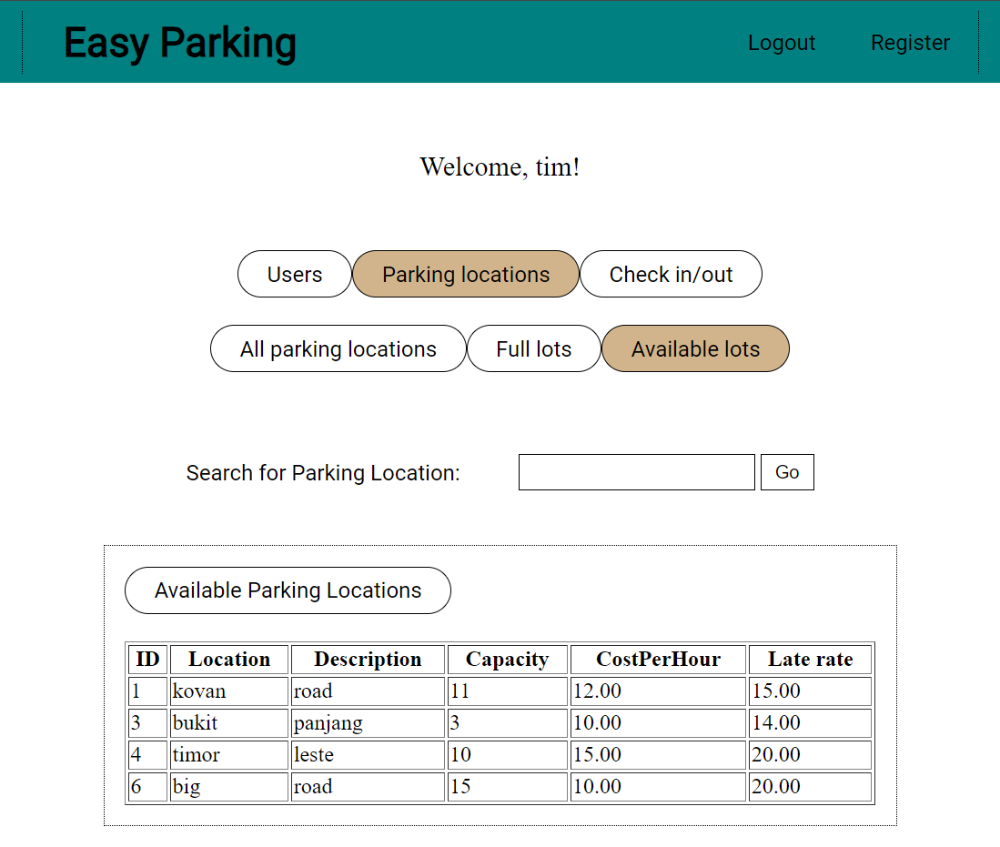 Easy Parking Logout Register
Welcome, tim!
Users Parking locations Check in/out
All parking locations Full lots Available lots
Search for Parking Location: Go
Available Parking Locations
ID Location Description Capacity CostPerHour Late rate
1 kovan road 11 12.00 15.00
3 bukit panjang 3 10.00 14.00
4 timor leste 10 15.00 20.00
6 big road 15 10.00 20.00